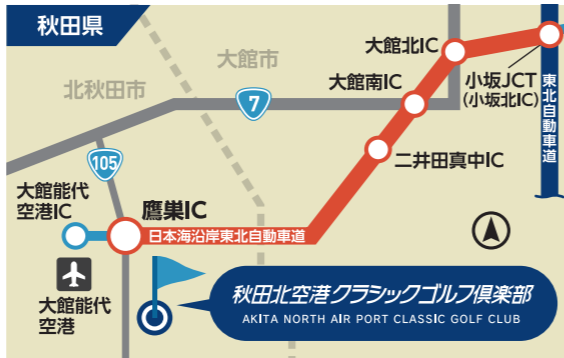 秋田県
大館市
北秋田市
大館北IC
大館南IC
小坂JCT
(小坂北IC)
東北自動車道
7
二井田真中IC
105
大館能代
空港IC
鷹巣IC
日本海沿岸東北自動車道
大館能代
空港
秋田北空港クラシックゴルフ倶楽部
AKITA NORTH AIR PORT CLASSIC GOLF CLUB